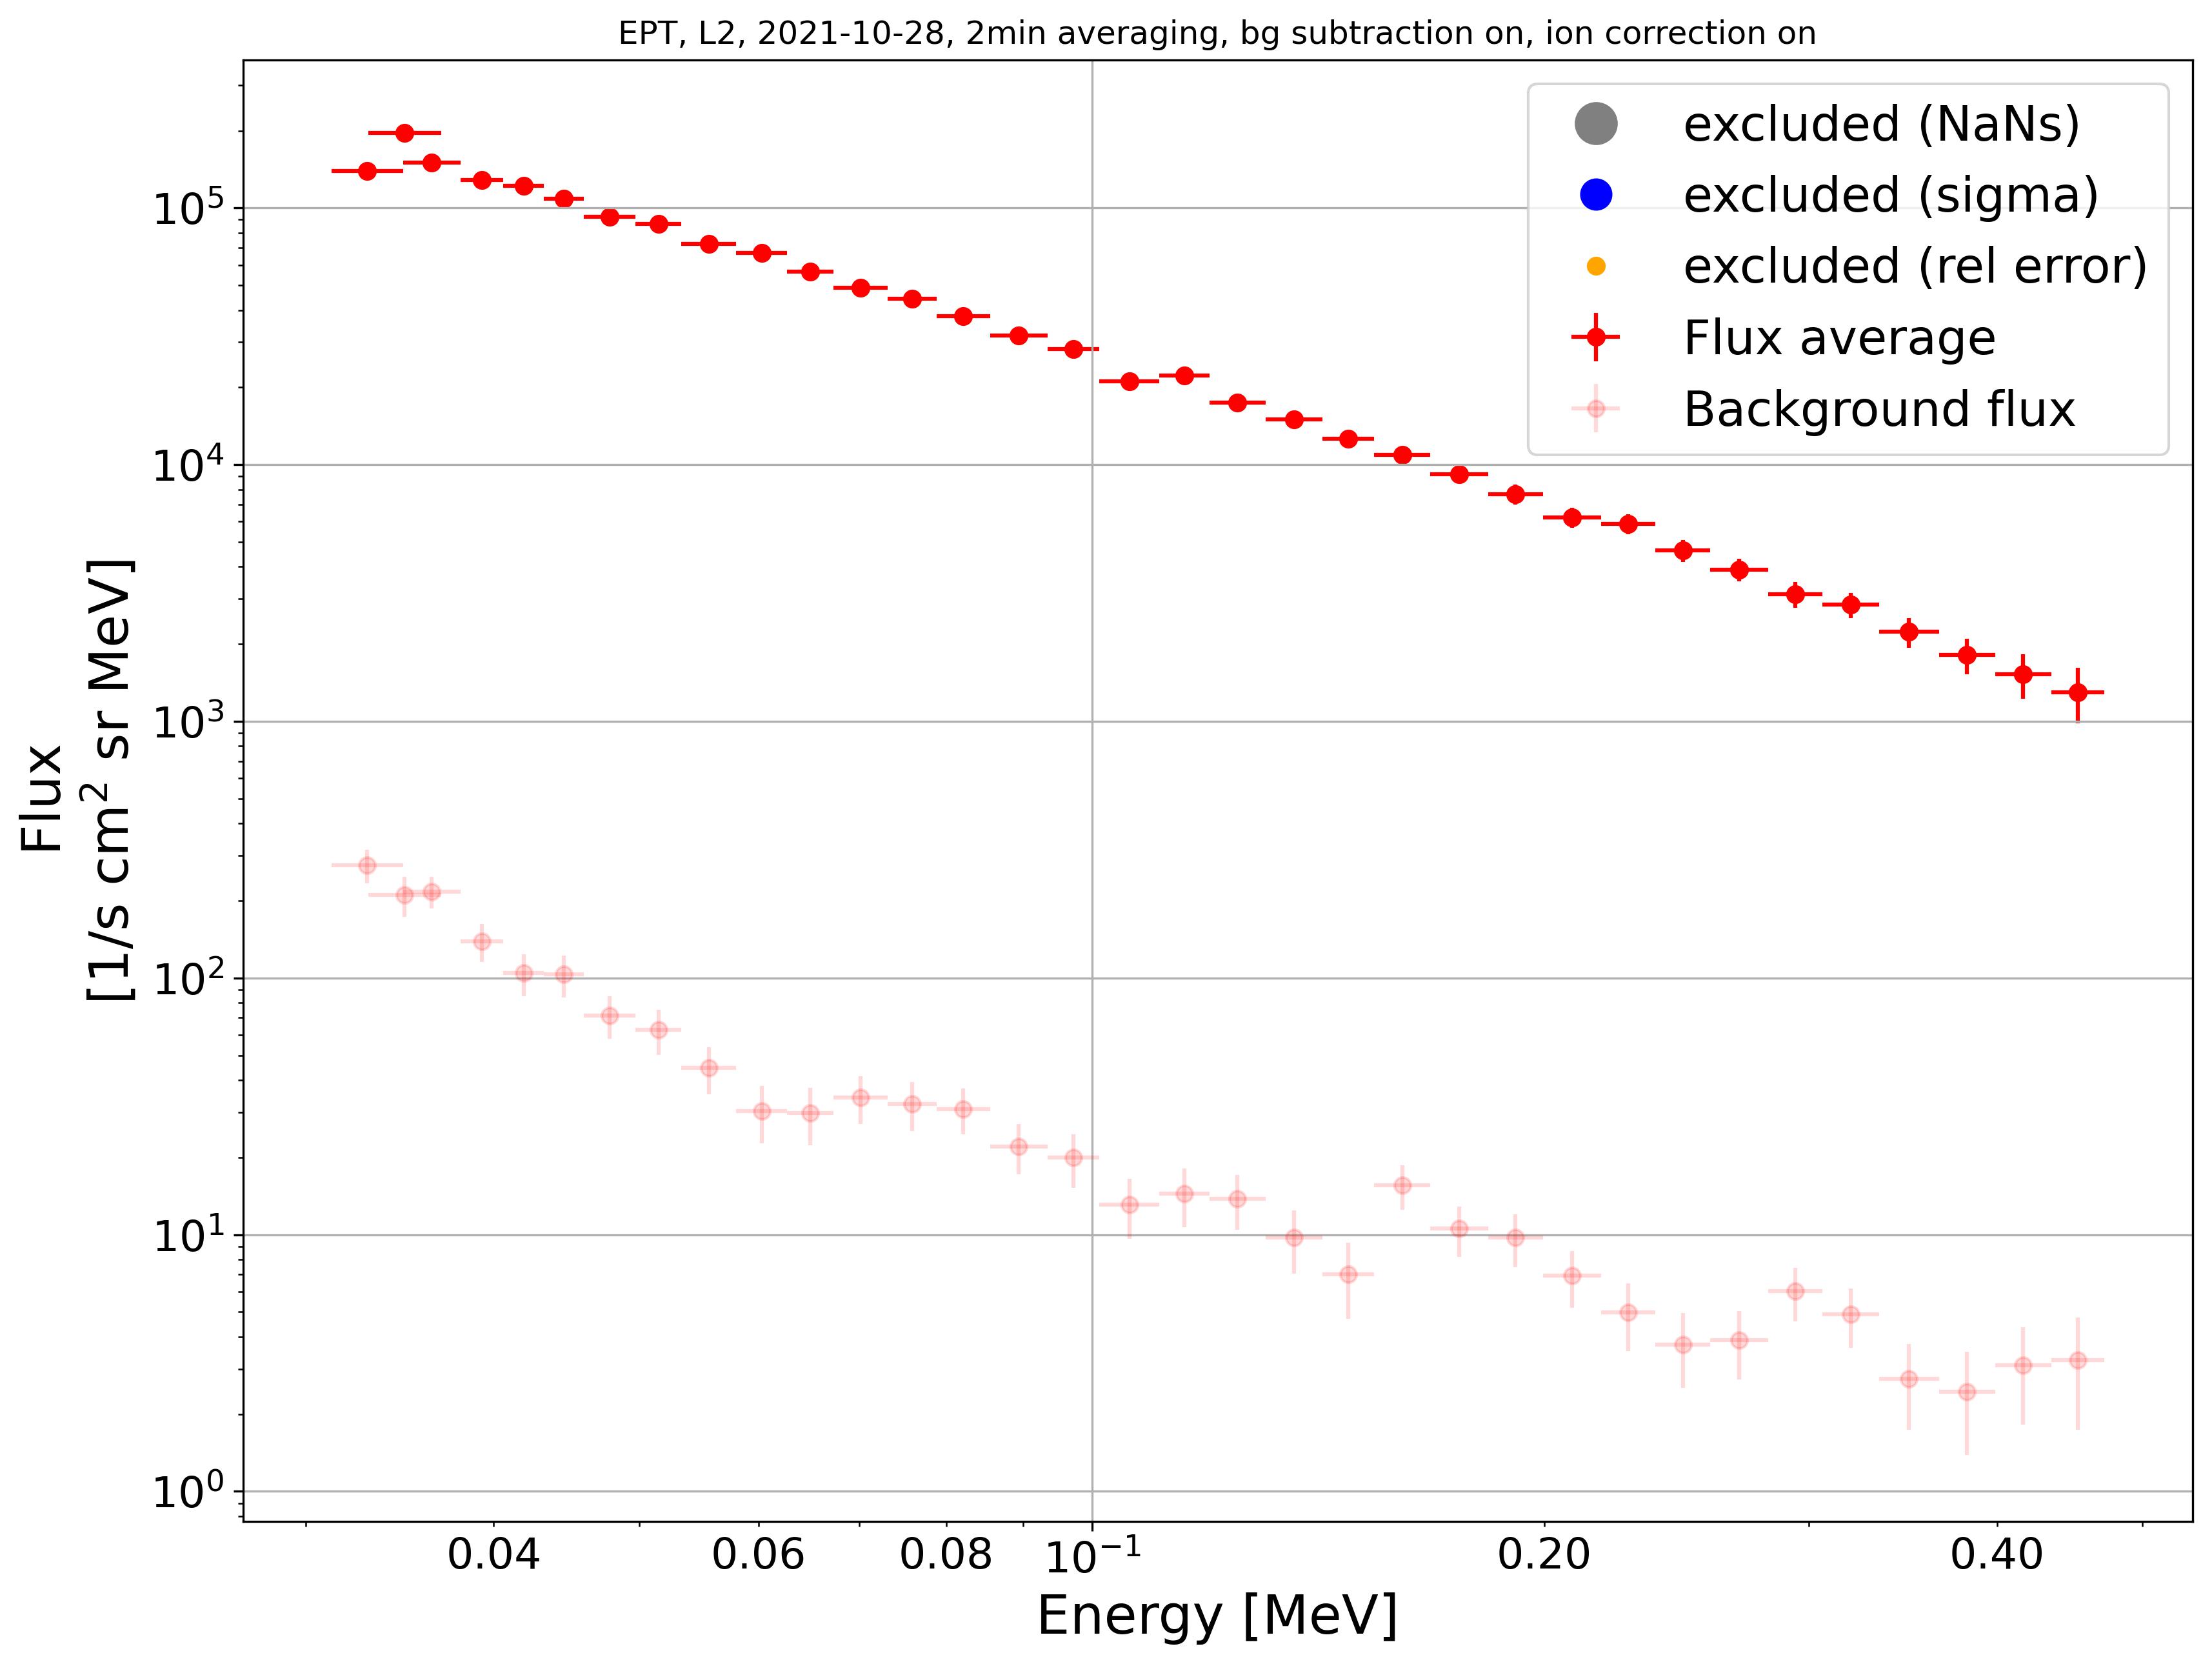 EPT, L2, 2021-10-28, 2min averaging, bg subtraction on, ion correction on
excluded (NaNs)
excluded (sigma)
excluded (rel error)
Flux average
Background flux
Flux
[1/s cm² sr MeV]
10⁵
10⁴
10³
10²
10¹
10⁰
0.04 0.06 0.08 10⁻¹ 0.20 0.40
Energy [MeV]